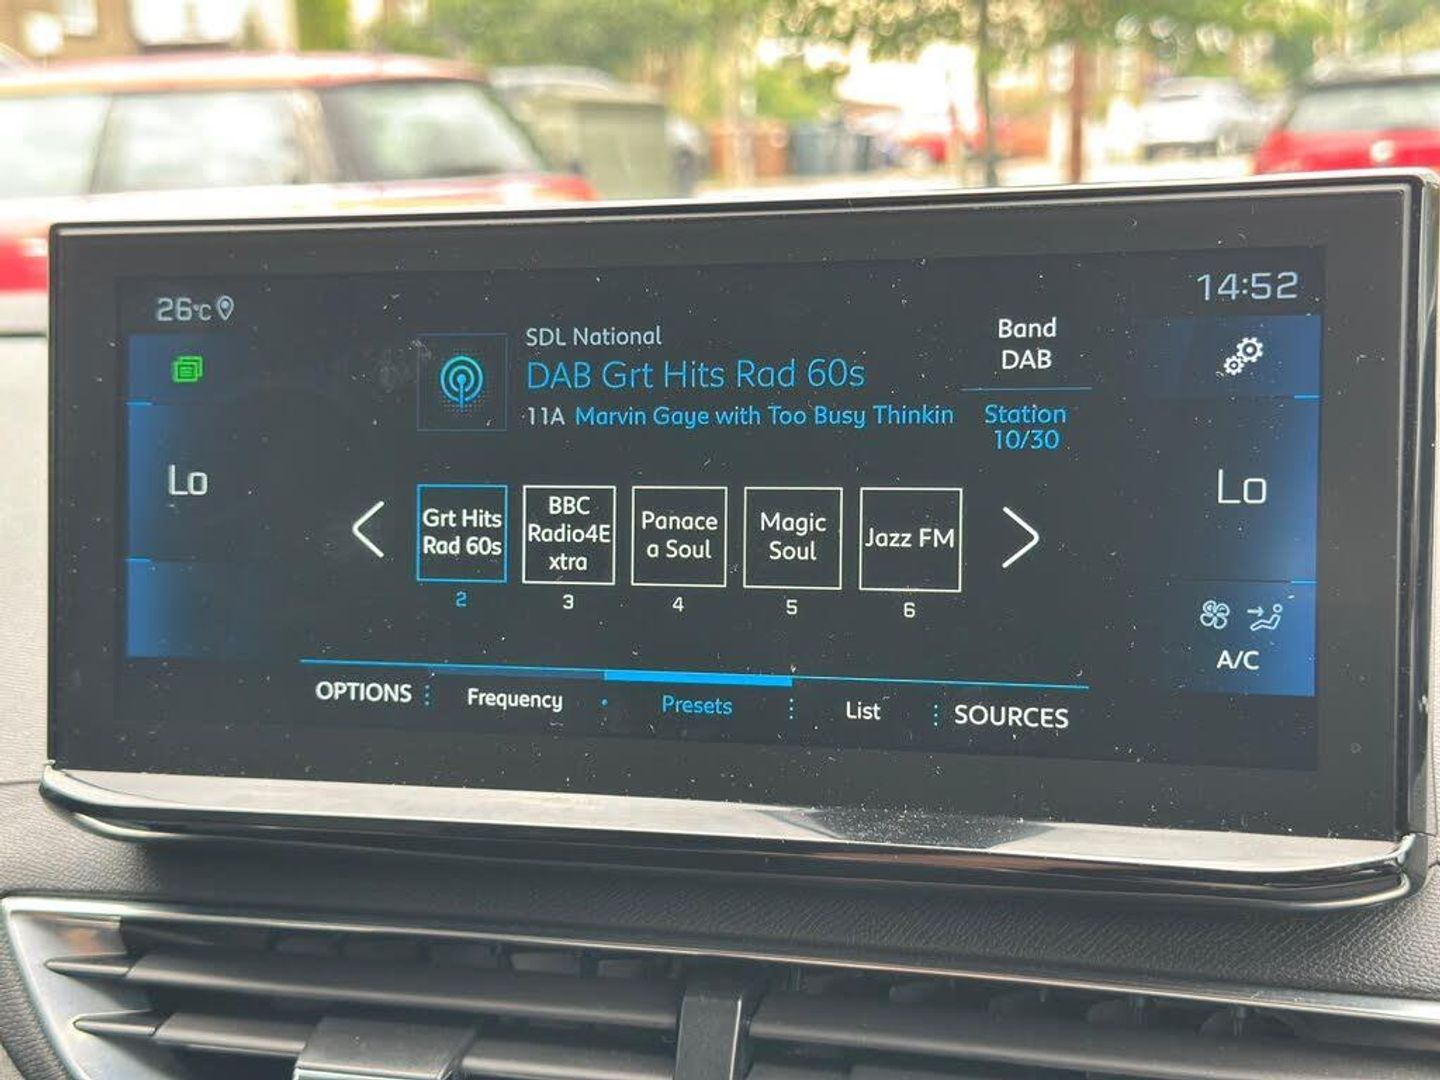 26°C
14:52
SDL National
DAB Grt Hits Rad 60s
11A Marvin Gaye with Too Busy Thinkin
Band
DAB
Station
10/30
Lo
Lo
Grt Hits
Rad 60s
2
BBC
Radio4E
xtra
3
Panace
a Soul
4
Magic
Soul
5
Jazz FM
6
A/C
OPTIONS
Frequency
Presets
List
SOURCES